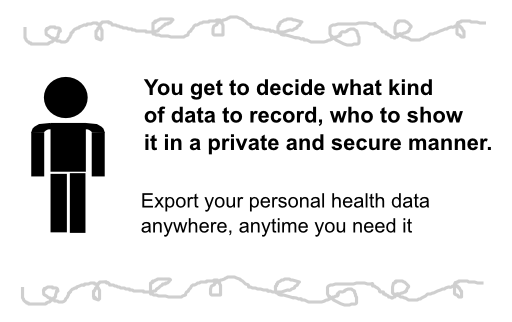 You get to decide what kind
of data to record, who to show
it in a private and secure manner.
Export your personal health data
anywhere, anytime you need it